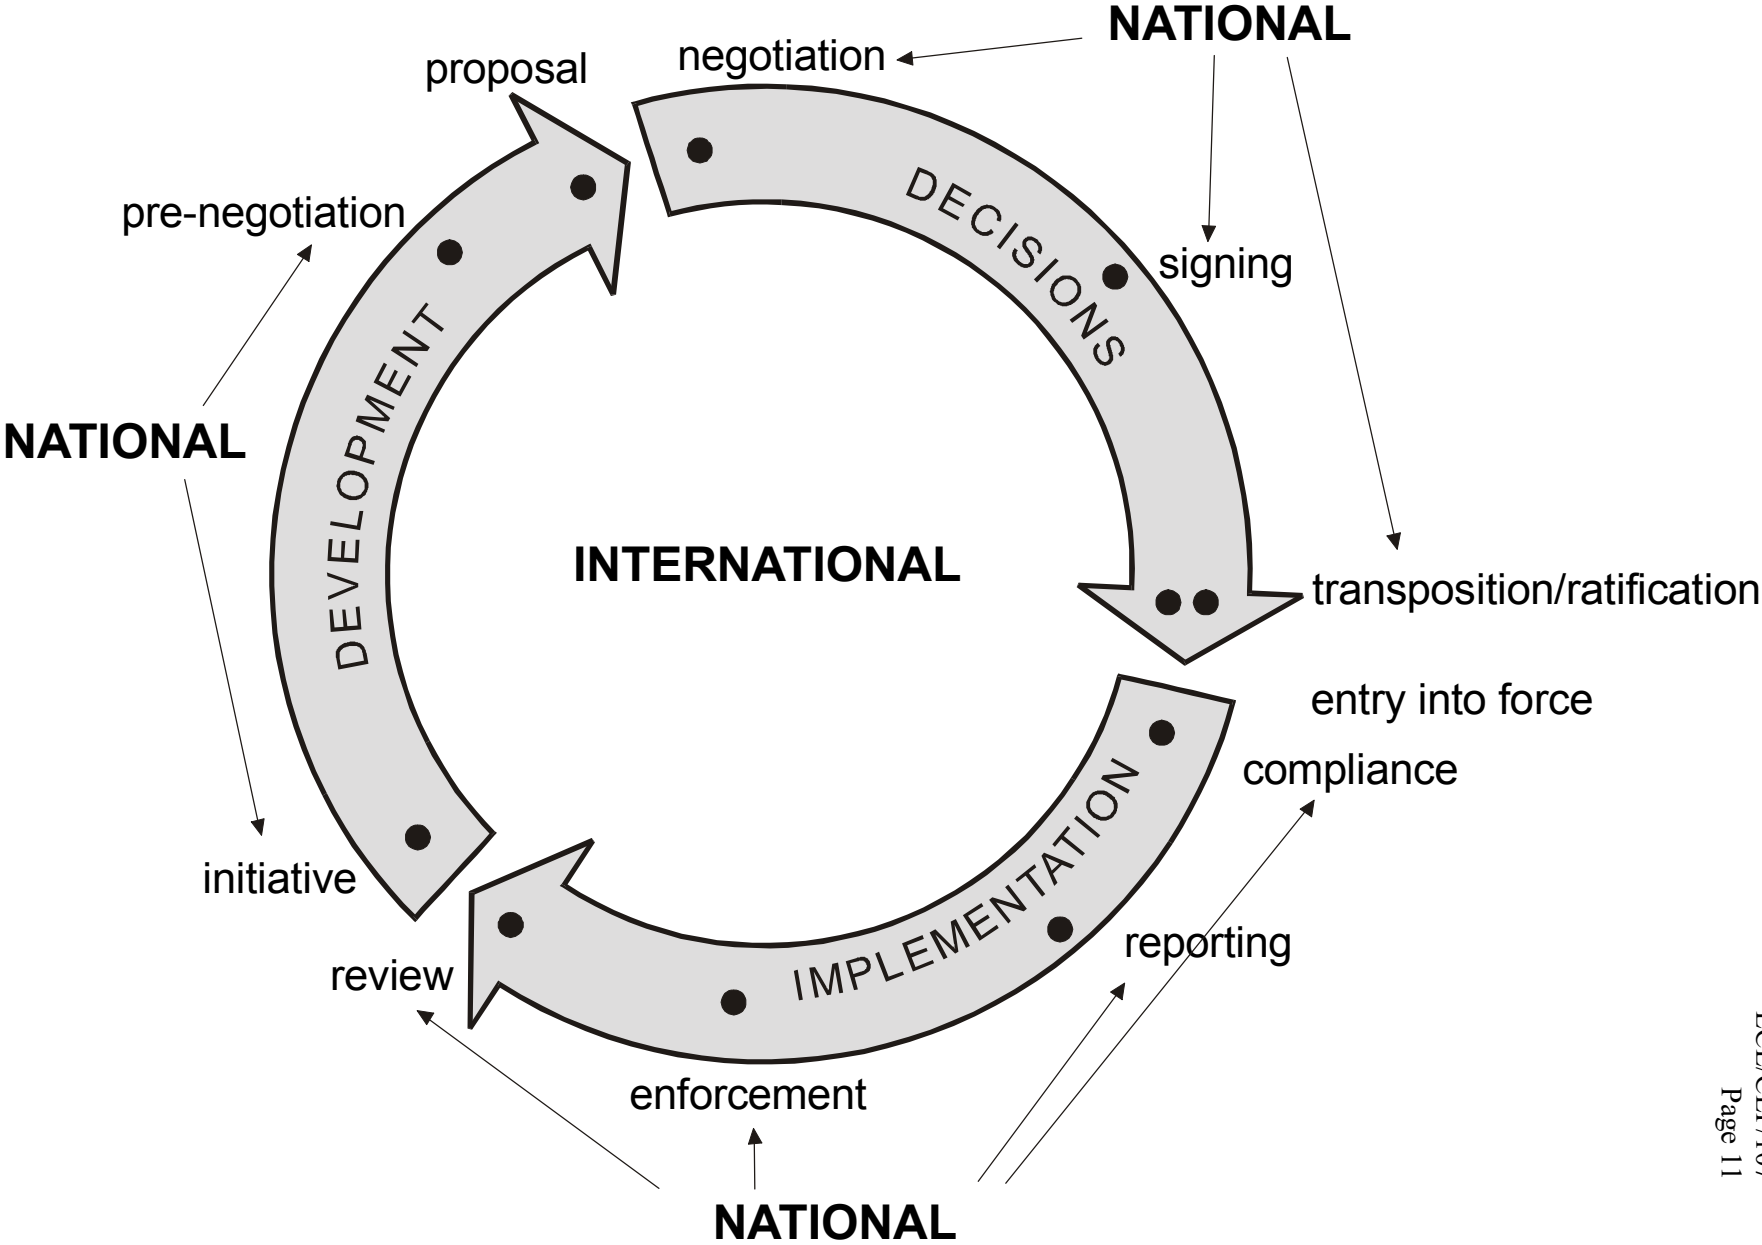 NATIONAL
negotiation
proposal
DECISIONS
pre-negotiation
signing
DEVELOPMENT
NATIONAL
INTERNATIONAL
transposition/ratification
entry into force
compliance
IMPLEMENTATION
initiative
reporting
review
enforcement
NATIONAL
Page 11